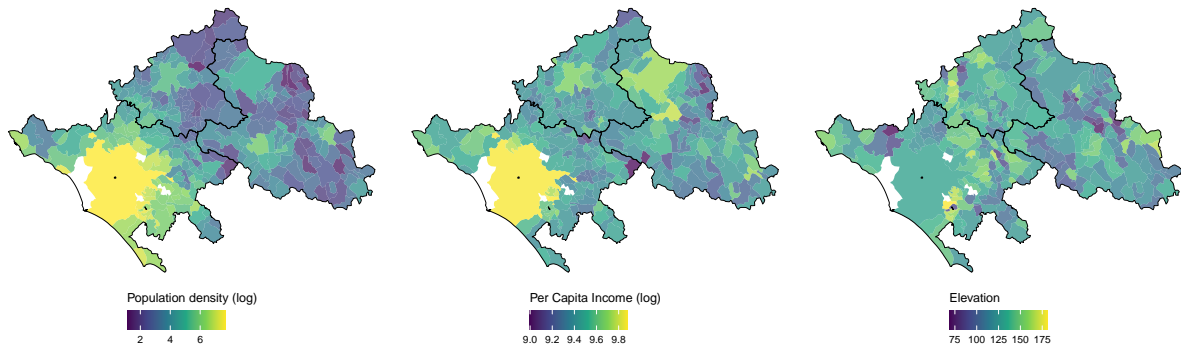 Population density (log)
2 4 6
Per Capita Income (log)
9.0 9.2 9.4 9.6 9.8
Elevation
75 100 125 150 175